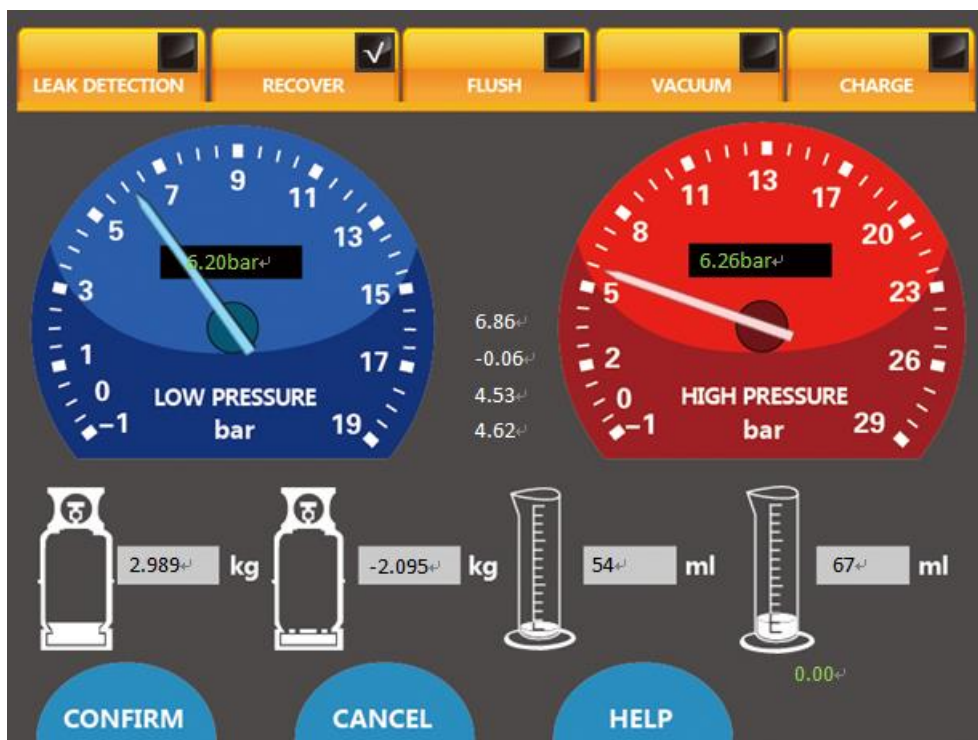 LEAK DETECTION
RECOVER
√
FLUSH
VACUUM
CHARGE
-1
0
1
3
5
7
9
11
13
15
17
19
6.20bar↵
LOW PRESSURE
bar
6.86↵
-0.06↵
4.53↵
4.62↵
-1
0
2
5
8
11
13
17
20
23
26
29
6.26bar↵
HIGH PRESSURE
bar
2.989↵ kg
-2.095↵ kg
54↵ ml
67↵ ml
0.00↵
CONFIRM
CANCEL
HELP